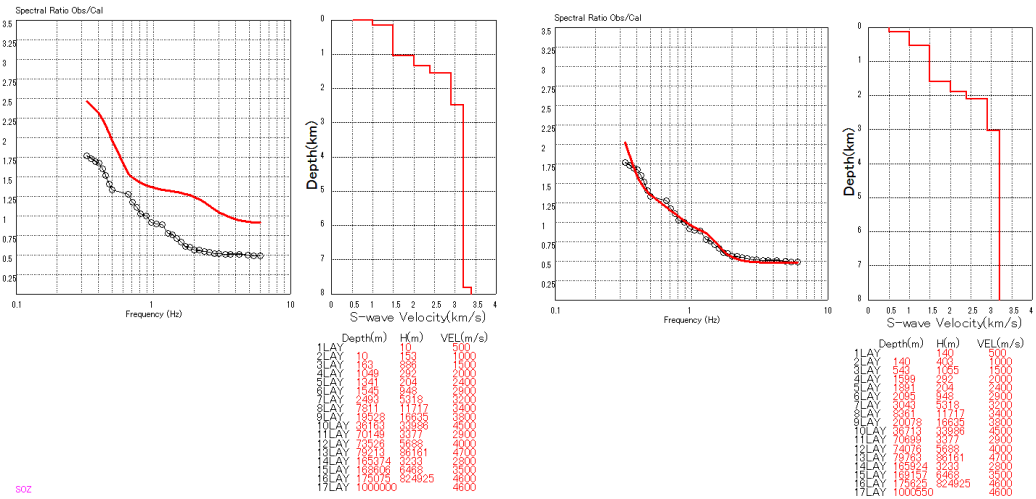 Spectral Ratio Obs/Cal
3.5
3.25
3
2.75
2.5
2.25
2
1.75
1.5
1.25
1
0.75
0.5
0.25
0.1 1 10
Frequency (Hz)
0
1
2
3
4
5
6
7
8
Depth(km)
0 0.5 1 1.5 2 2.5 3 3.5 4
S-wave Velocity(km/s)
Depth(m) H(m) VEL(m/s)
1LAY 10 500
2LAY 10 153 1000
3LAY 163 886 1500
4LAY 1049 292 2000
5LAY 1341 204 2400
6LAY 1545 948 2900
7LAY 2493 5318 3200
8LAY 7811 11717 3400
9LAY 19528 16635 3800
10LAY 36163 33986 4500
11LAY 70149 3377 2900
12LAY 73526 5688 4000
13LAY 79213 86161 4700
14LAY 165374 3233 2800
15LAY 168606 6468 3500
16LAY 175075 824925 4600
17LAY 1000000 4600
SOZ
Spectral Ratio Obs/Cal
3.5
3.25
3
2.75
2.5
2.25
2
1.75
1.5
1.25
1
0.75
0.5
0.25
0.1 1 10
Frequency (Hz)
0
1
2
3
4
5
6
7
8
Depth(km)
0 0.5 1 1.5 2 2.5 3 3.5 4
S-wave Velocity(km/s)
Depth(m) H(m) VEL(m/s)
1LAY 140 500
2LAY 140 403 1000
3LAY 543 1055 1500
4LAY 1599 292 2000
5LAY 1891 204 2400
6LAY 2095 948 2900
7LAY 3043 5318 3200
8LAY 8361 11717 3400
9LAY 20078 16635 3800
10LAY 36713 33986 4500
11LAY 70699 3377 2900
12LAY 74076 5688 4000
13LAY 79763 86161 4700
14LAY 165924 3233 2800
15LAY 169157 6468 3500
16LAY 175625 824925 4600
17LAY 1000550 4600